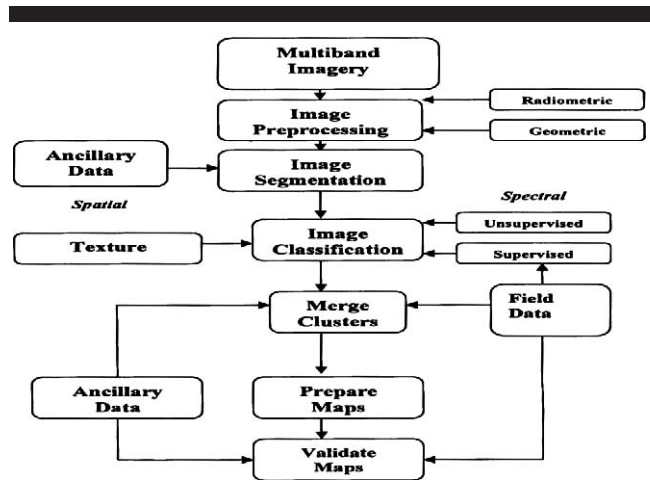 Multiband
Imagery
Image
Preprocessing
Radiometric
Geometric
Ancillary
Data
Image
Segmentation
Spatial
Spectral
Texture
Image
Classification
Unsupervised
Supervised
Merge
Clusters
Field
Data
Ancillary
Data
Prepare
Maps
Validate
Maps